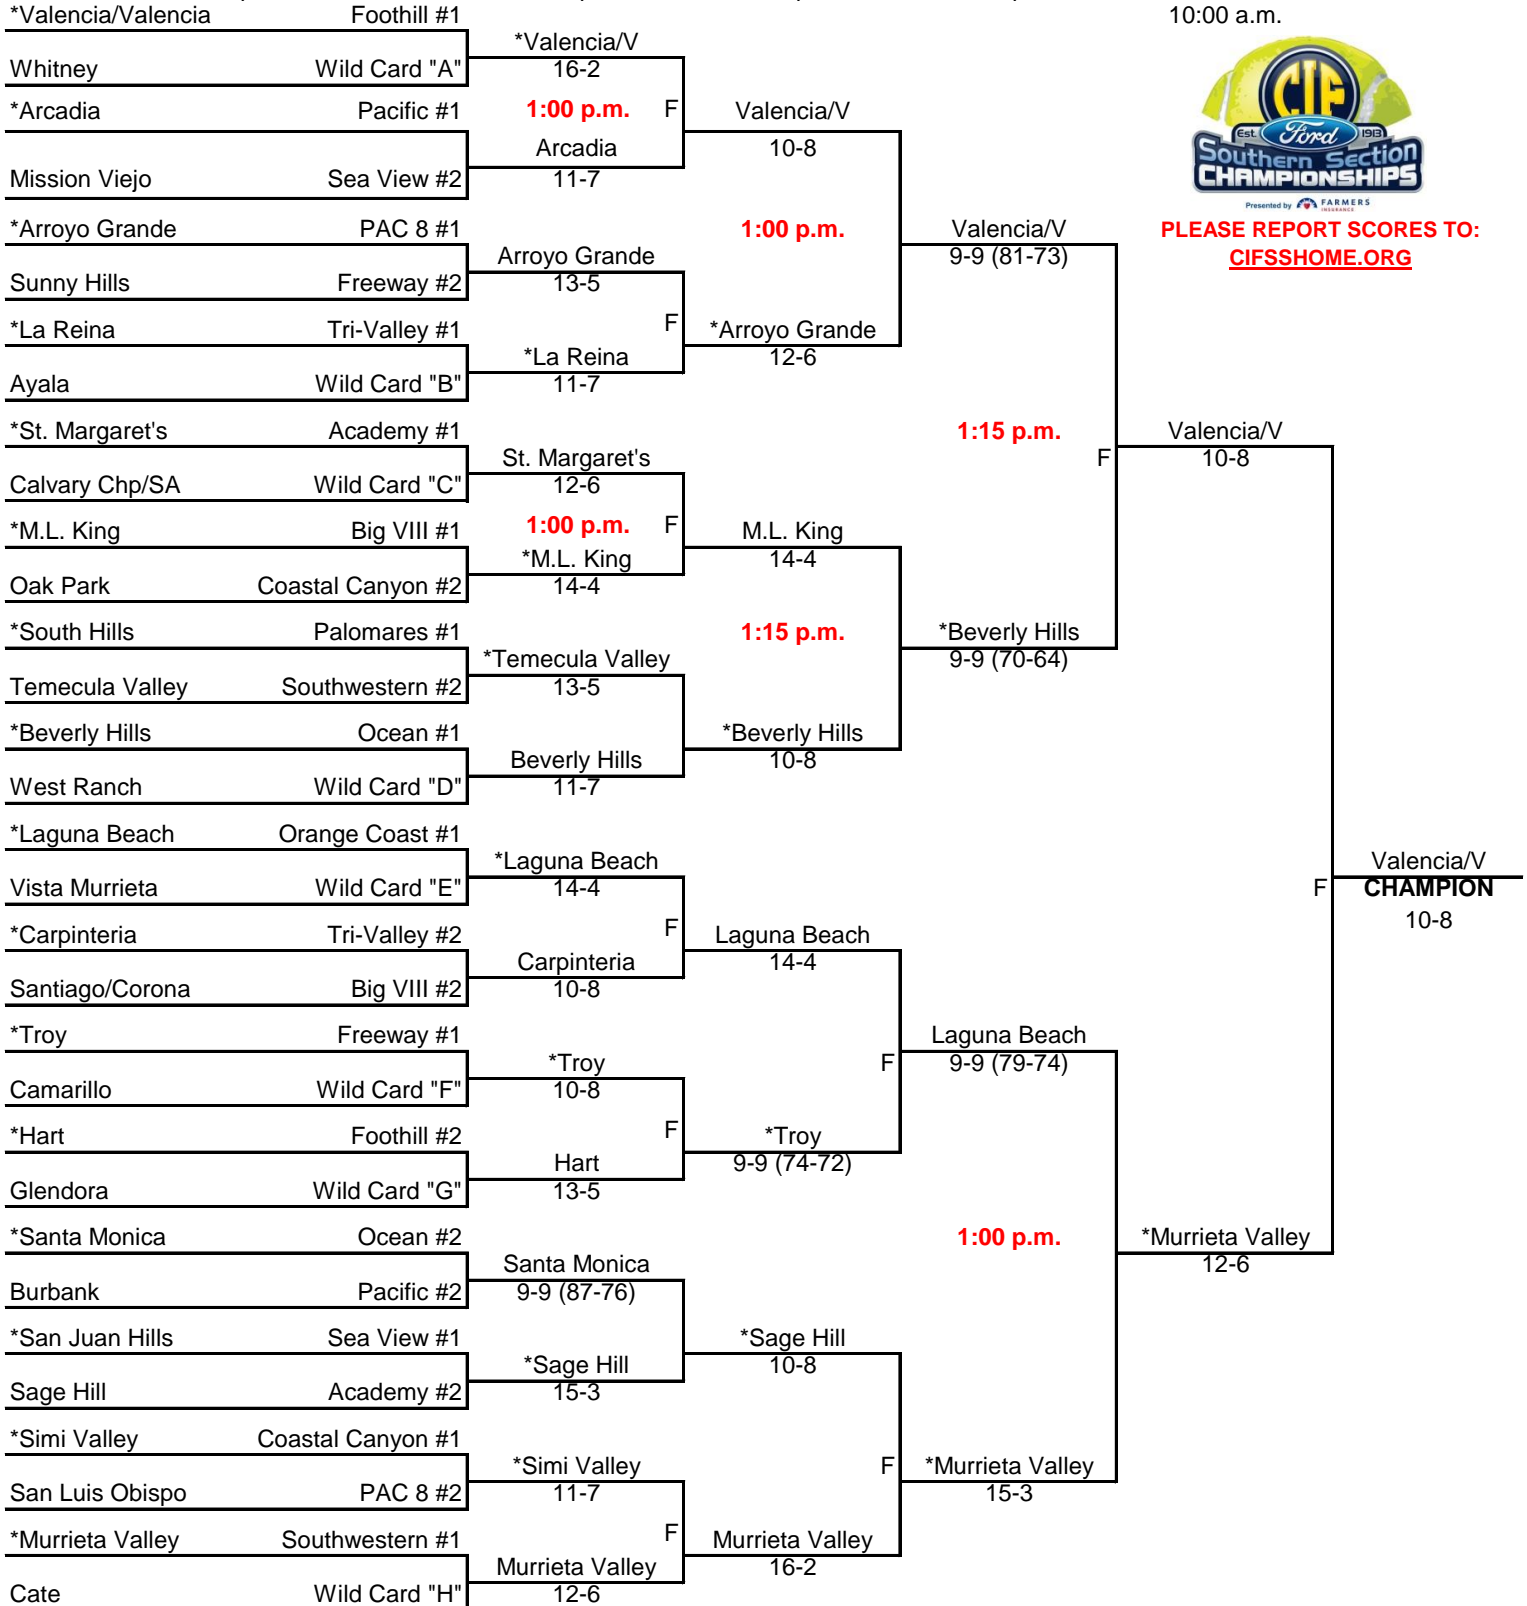 *Valencia/Valencia Foothill #1 10:00 a.m.
*Valencia/V
Whitney Wild Card "A" 16-2
*Arcadia Pacific #1 1:00 p.m. F Valencia/V
Arcadia 10-8
Mission Viejo Sea View #2 11-7
CIF
Est. Ford 1913
Southern Section
CHAMPIONSHIPS
Presented by FARMERS
INSURANCE
*Arroyo Grande PAC 8 #1 1:00 p.m. Valencia/V PLEASE REPORT SCORES TO:
Arroyo Grande 9-9 (81-73) CIFSSHOME.ORG
Sunny Hills Freeway #2 13-5
*La Reina Tri-Valley #1 F *Arroyo Grande
*La Reina 12-6
Ayala Wild Card "B" 11-7
*St. Margaret's Academy #1 1:15 p.m. Valencia/V
St. Margaret's F 10-8
Calvary Chp/SA Wild Card "C" 12-6
*M.L. King Big VIII #1 1:00 p.m. F M.L. King
*M.L. King 14-4
Oak Park Coastal Canyon #2 14-4
*South Hills Palomares #1 1:15 p.m. *Beverly Hills
*Temecula Valley 9-9 (70-64)
Temecula Valley Southwestern #2 13-5
*Beverly Hills Ocean #1 *Beverly Hills
Beverly Hills 10-8
West Ranch Wild Card "D" 11-7
*Laguna Beach Orange Coast #1
*Laguna Beach Valencia/V
Vista Murrieta Wild Card "E" 14-4 F CHAMPION
10-8
*Carpinteria Tri-Valley #2 F Laguna Beach
Carpinteria 14-4
Santiago/Corona Big VIII #2 10-8
*Troy Freeway #1 Laguna Beach
*Troy F 9-9 (79-74)
Camarillo Wild Card "F" 10-8
*Hart Foothill #2 F *Troy
Hart 9-9 (74-72)
Glendora Wild Card "G" 13-5
*Santa Monica Ocean #2 1:00 p.m. *Murrieta Valley
Santa Monica 12-6
Burbank Pacific #2 9-9 (87-76)
*San Juan Hills Sea View #1 *Sage Hill
*Sage Hill 10-8
Sage Hill Academy #2 15-3
*Simi Valley Coastal Canyon #1
*Simi Valley F *Murrieta Valley
San Luis Obispo PAC 8 #2 11-7 15-3
*Murrieta Valley Southwestern #1 F Murrieta Valley
Murrieta Valley 16-2
Cate Wild Card "H" 12-6